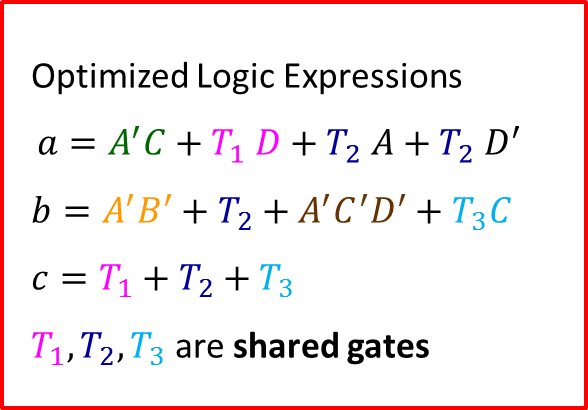 Optimized Logic Expressions
a = A′C + T₁ D + T₂ A + T₂ D′
b = A′B′ + T₂ + A′C′D′ + T₃C
c = T₁ + T₂ + T₃
T₁, T₂, T₃ are shared gates